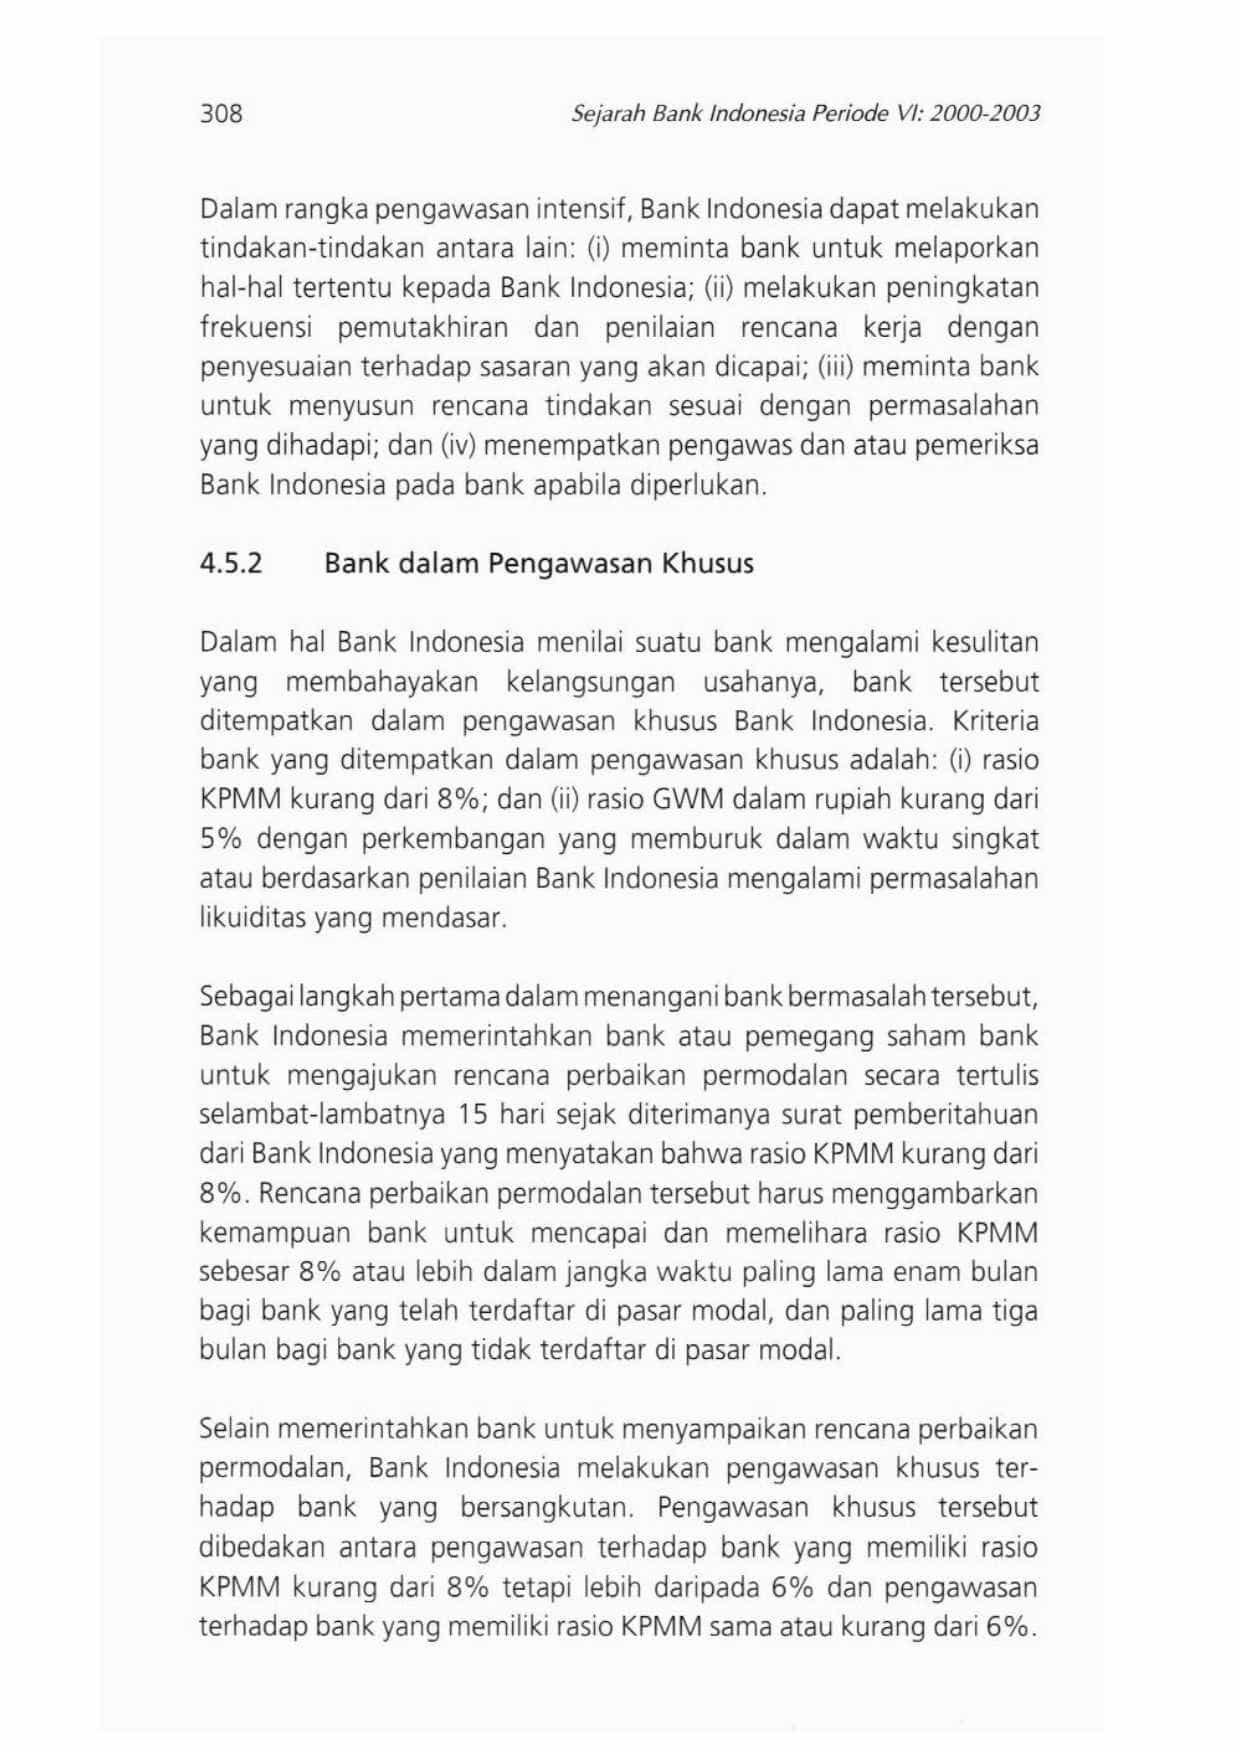 308 Sejarah Bank Indonesia Periode VI: 2000-2003
Dalam rangka pengawasan intensif, Bank Indonesia dapat melakukan
tindakan-tindakan antara lain: (i) meminta bank untuk melaporkan
hal-hal tertentu kepada Bank Indonesia; (ii) melakukan peningkatan
frekuensi pemutakhiran dan penilaian rencana kerja dengan
penyesuaian terhadap sasaran yang akan dicapai; (iii) meminta bank
untuk menyusun rencana tindakan sesuai dengan permasalahan
yang dihadapi; dan (iv) menempatkan pengawas dan atau pemeriksa
Bank Indonesia pada bank apabila diperlukan.
4.5.2 Bank dalam Pengawasan Khusus
Dalam hal Bank Indonesia menilai suatu bank mengalami kesulitan
yang membahayakan kelangsungan usahanya, bank tersebut
ditempatkan dalam pengawasan khusus Bank Indonesia. Kriteria
bank yang ditempatkan dalam pengawasan khusus adalah: (i) rasio
KPMM kurang dari 8%; dan (ii) rasio GWM dalam rupiah kurang dari
5% dengan perkembangan yang memburuk dalam waktu singkat
atau berdasarkan penilaian Bank Indonesia mengalami permasalahan
likuiditas yang mendasar.
Sebagai langkah pertama dalam menangani bank bermasalah tersebut,
Bank Indonesia memerintahkan bank atau pemegang saham bank
untuk mengajukan rencana perbaikan permodalan secara tertulis
selambat-lambatnya 15 hari sejak diterimanya surat pemberitahuan
dari Bank Indonesia yang menyatakan bahwa rasio KPMM kurang dari
8%. Rencana perbaikan permodalan tersebut harus menggambarkan
kemampuan bank untuk mencapai dan memelihara rasio KPMM
sebesar 8% atau lebih dalam jangka waktu paling lama enam bulan
bagi bank yang telah terdaftar di pasar modal, dan paling lama tiga
bulan bagi bank yang tidak terdaftar di pasar modal.
Selain memerintahkan bank untuk menyampaikan rencana perbaikan
permodalan, Bank Indonesia melakukan pengawasan khusus ter-
hadap bank yang bersangkutan. Pengawasan khusus tersebut
dibedakan antara pengawasan terhadap bank yang memiliki rasio
KPMM kurang dari 8% tetapi lebih daripada 6% dan pengawasan
terhadap bank yang memiliki rasio KPMM sama atau kurang dari 6%.